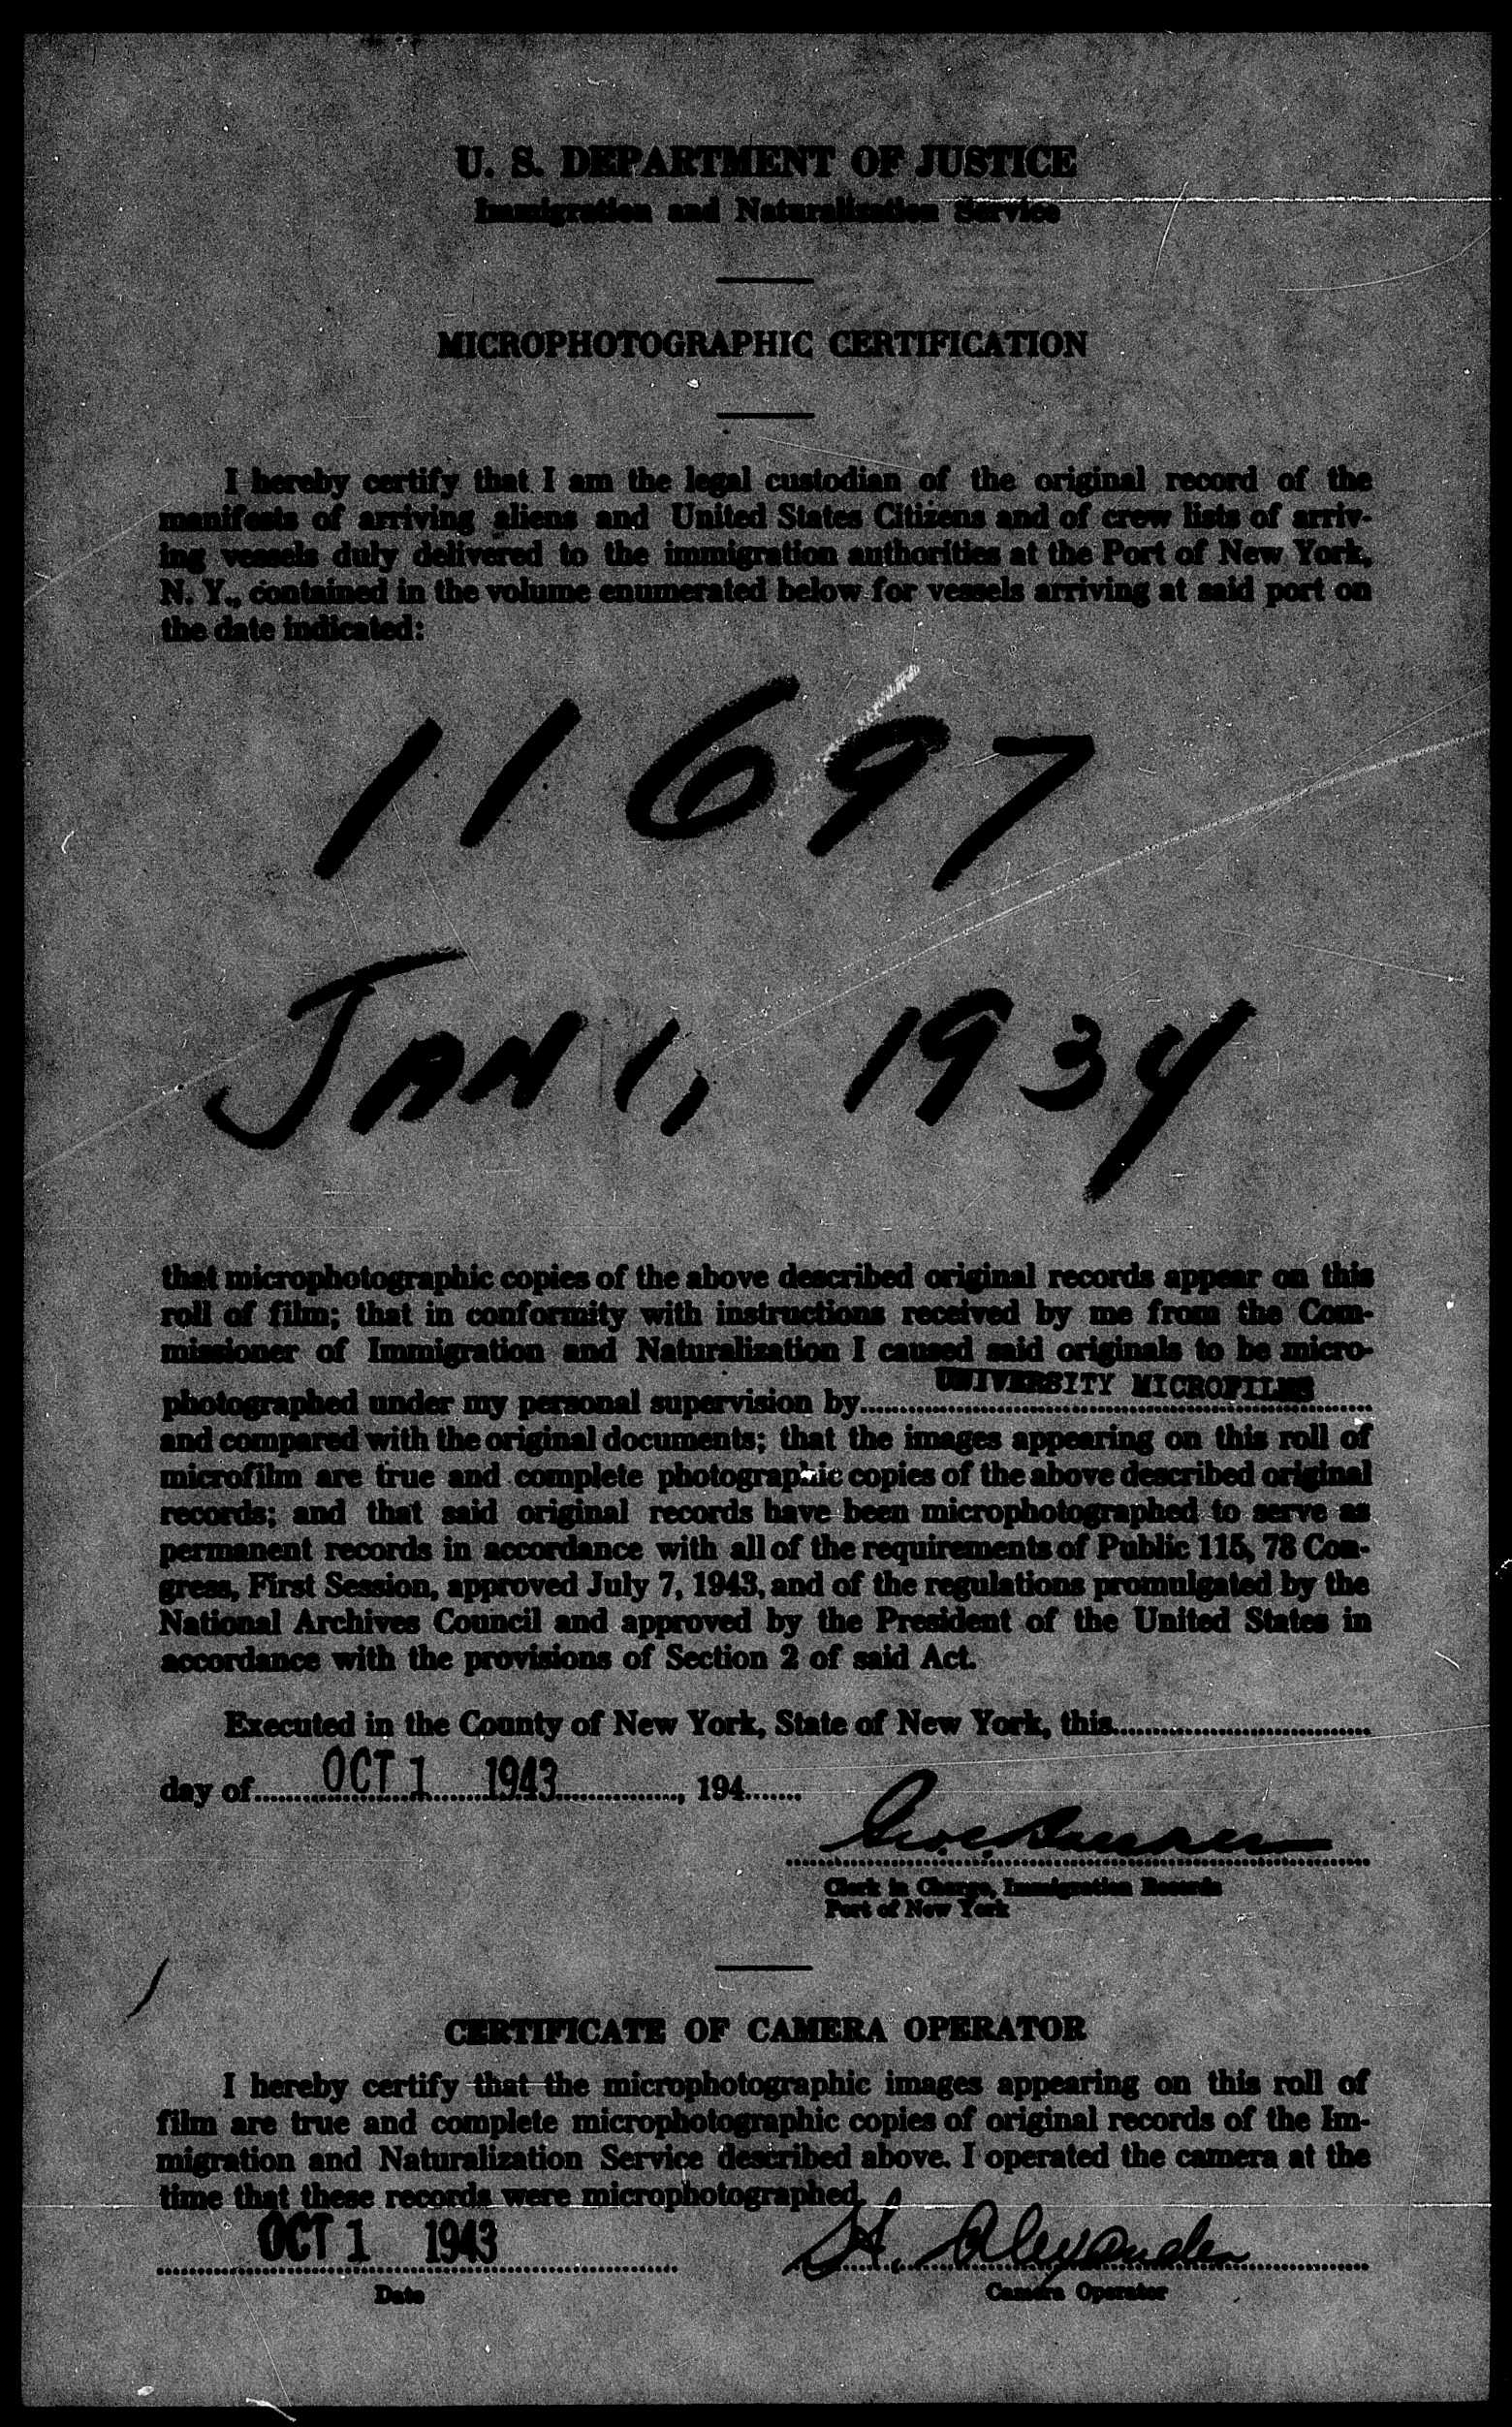 U. S. DEPARTMENT OF JUSTICE
Immigration and Naturalization Service
MICROPHOTOGRAPHIC CERTIFICATION
I hereby certify that I am the legal custodian of the original record of the
manifests of arriving aliens and United States Citizens and of crew lists of arriv-
ing vessels duly delivered to the immigration authorities at the Port of New York,
N. Y., contained in the volume enumerated below for vessels arriving at said port on
the date indicated:
11697
JAN 1, 1934
that microphotographic copies of the above described original records appear on this
roll of film; that in conformity with instructions received by me from the Com-
missioner of Immigration and Naturalization I caused said originals to be micro-
UNIVERSITY MICROFILMS
photographed under my personal supervision by
and compared with the original documents; that the images appearing on this roll of
microfilm are true and complete photographic copies of the above described original
records; and that said original records have been microphotographed to serve as
permanent records in accordance with all of the requirements of Public 115, 78 Con-
gress, First Session, approved July 7, 1943, and of the regulations promulgated by the
National Archives Council and approved by the President of the United States in
accordance with the provisions of Section 2 of said Act.
Executed in the County of New York, State of New York, this
day of OCT 1 1943, 194
Clerk in Charge, Immigration Records
Port of New York
CERTIFICATE OF CAMERA OPERATOR
I hereby certify that the microphotographic images appearing on this roll of
film are true and complete microphotographic copies of original records of the Im-
migration and Naturalization Service described above. I operated the camera at the
time that these records were microphotographed.
OCT 1 1943 H. Alexander
Date Camera Operator